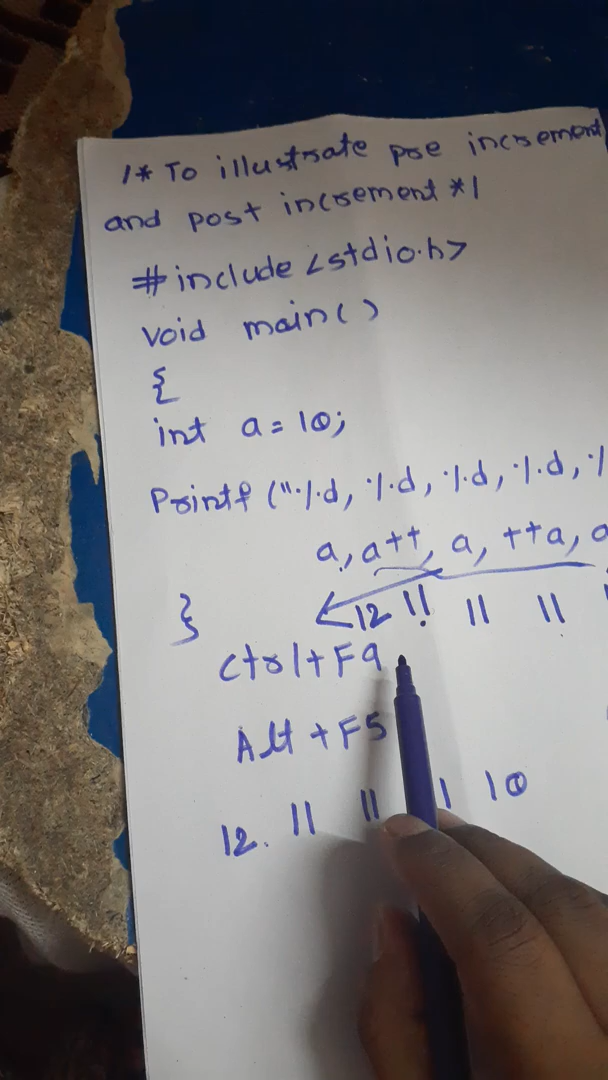 /* To illustrate pre increment
and post increment */
#include <stdio.h>
void main()
{
int a = 10;
Printf ("%d, %d, %d, %d, %
a, a++, a, ++a, a
} 12 11 11 11
Ctrl+F9
Alt + F5
12. 11 11 10